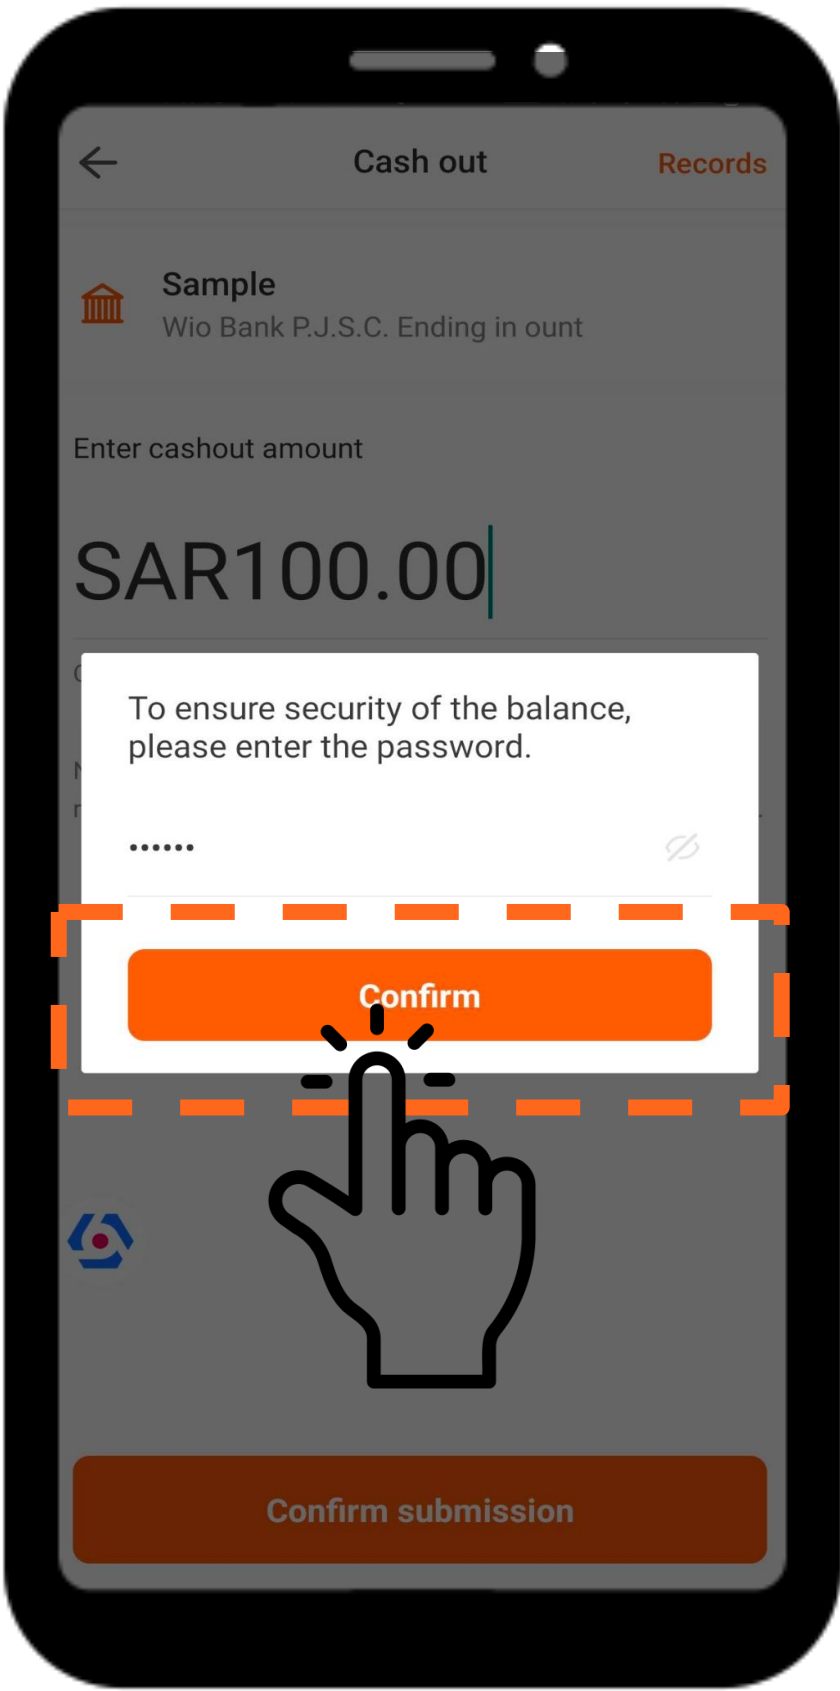 Cash out
Records
Sample
Wio Bank P.J.S.C. Ending in ount
Enter cashout amount
SAR100.00
To ensure security of the balance,
please enter the password.
••••••
Confirm
Confirm submission